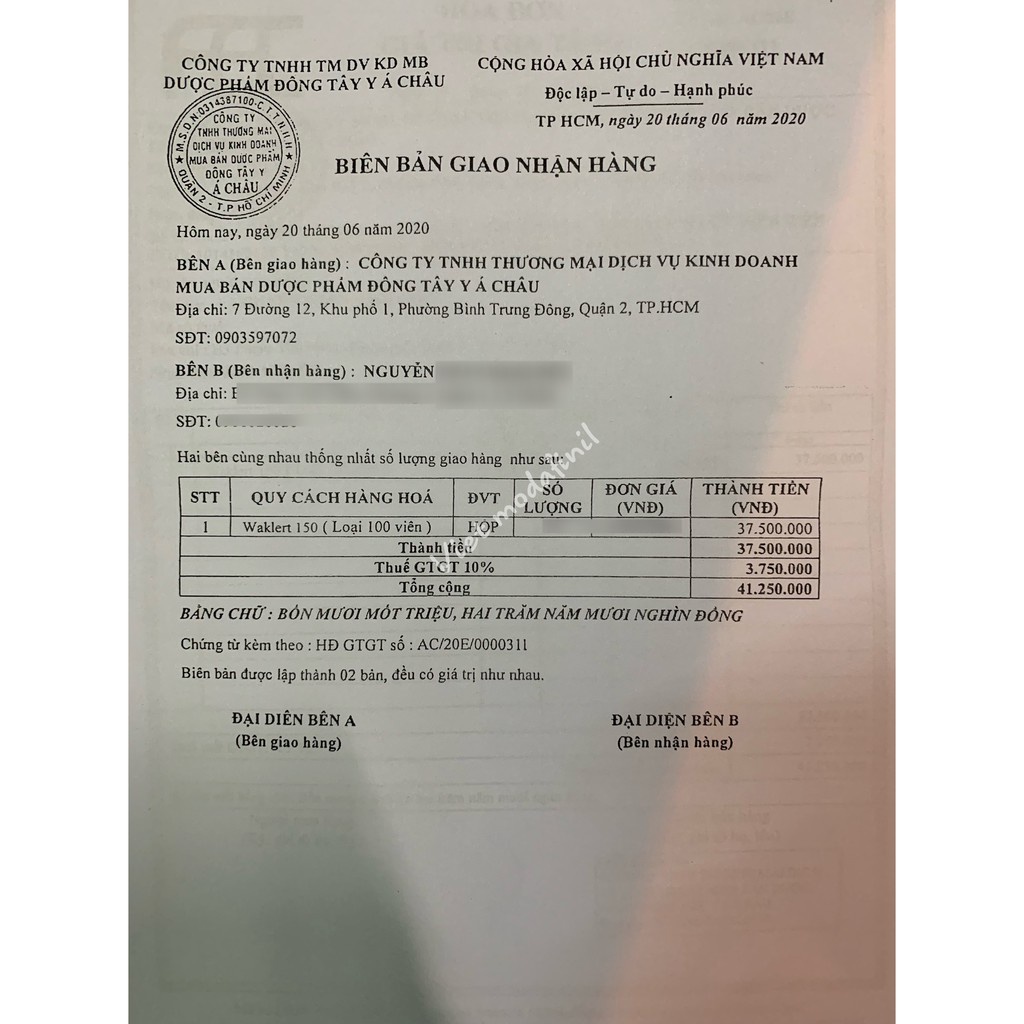 CÔNG TY TNHH TM DV KD MB
DƯỢC PHẨM ĐÔNG TÂY Y Á CHÂU
CỘNG HÒA XÃ HỘI CHỦ NGHĨA VIỆT NAM
Độc lập – Tự do – Hạnh phúc
TP HCM, ngày 20 tháng 06 năm 2020
M.S.D.N:0314387100-C.T.T.N.H.H
CÔNG TY
TNHH THƯƠNG MẠI
DỊCH VỤ KINH DOANH
MUA BÁN DƯỢC PHẨM
ĐÔNG TÂY Y
Á CHÂU
QUẬN 2 - T.P HỒ CHÍ MINH
BIÊN BẢN GIAO NHẬN HÀNG
Hôm nay, ngày 20 tháng 06 năm 2020
BÊN A (Bên giao hàng) : CÔNG TY TNHH THƯƠNG MẠI DỊCH VỤ KINH DOANH
MUA BÁN DƯỢC PHẨM ĐÔNG TÂY Y Á CHÂU
Địa chỉ: 7 Đường 12, Khu phố 1, Phường Bình Trưng Đông, Quận 2, TP.HCM
SĐT: 0903597072
BÊN B (Bên nhận hàng) : NGUYỄN
Địa chỉ:
SĐT:
Hai bên cùng nhau thống nhất số lượng giao hàng như sau:
STT QUY CÁCH HÀNG HOÁ ĐVT SỐ LƯỢNG ĐƠN GIÁ (VNĐ) THÀNH TIỀN (VNĐ)
1 Waklert 150 ( Loại 100 viên ) HỘP 37.500.000
Thành tiền 37.500.000
Thuế GTGT 10% 3.750.000
Tổng cộng 41.250.000
BẰNG CHỮ : BỐN MƯƠI MỐT TRIỆU, HAI TRĂM NĂM MƯƠI NGHÌN ĐỒNG
Chứng từ kèm theo : HĐ GTGT số : AC/20E/0000311
Biên bản được lập thành 02 bản, đều có giá trị như nhau.
ĐẠI DIÊN BÊN A
(Bên giao hàng)
ĐẠI DIỆN BÊN B
(Bên nhận hàng)